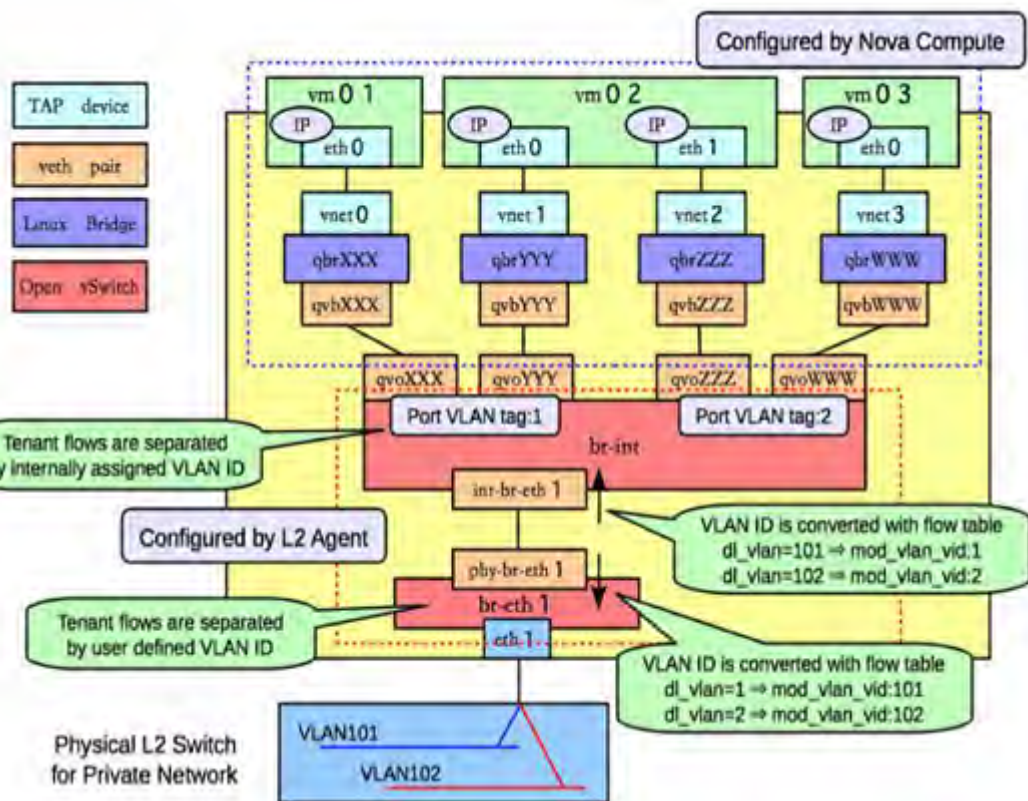 Configured by Nova Compute
TAP device
veth pair
Linux Bridge
Open vSwitch
vm01
vm02
vm03
IP
IP
IP
IP
eth0
eth0
eth1
eth0
vnet0
vnet1
vnet2
vnet3
qbrXXX
qbrYYY
qbrZZZ
qbrWWW
qvbXXX
qvbYYY
qvbZZZ
qvbWWW
qvoXXX
qvoYYY
qvoZZZ
qvoWWW
Port VLAN tag:1
Port VLAN tag:2
br-int
Tenant flows are separated
y internally assigned VLAN ID
int-br-eth1
Configured by L2 Agent
VLAN ID is converted with flow table
dl_vlan=101 ⇒ mod_vlan_vid:1
dl_vlan=102 ⇒ mod_vlan_vid:2
phy-br-eth1
br-eth1
Tenant flows are separated
by user defined VLAN ID
eth1
VLAN ID is converted with flow table
dl_vlan=1 ⇒ mod_vlan_vid:101
dl_vlan=2 ⇒ mod_vlan_vid:102
Physical L2 Switch
for Private Network
VLAN101
VLAN102